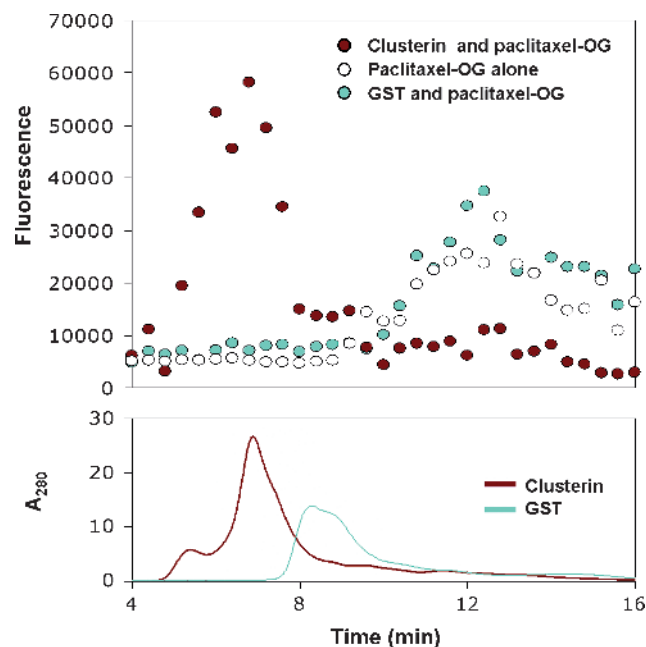 70000
60000
50000
40000
30000
20000
10000
0
Fluorescence
Clusterin and paclitaxel-OG
Paclitaxel-OG alone
GST and paclitaxel-OG
30
20
10
0
A280
Clusterin
GST
4
8
12
16
Time (min)